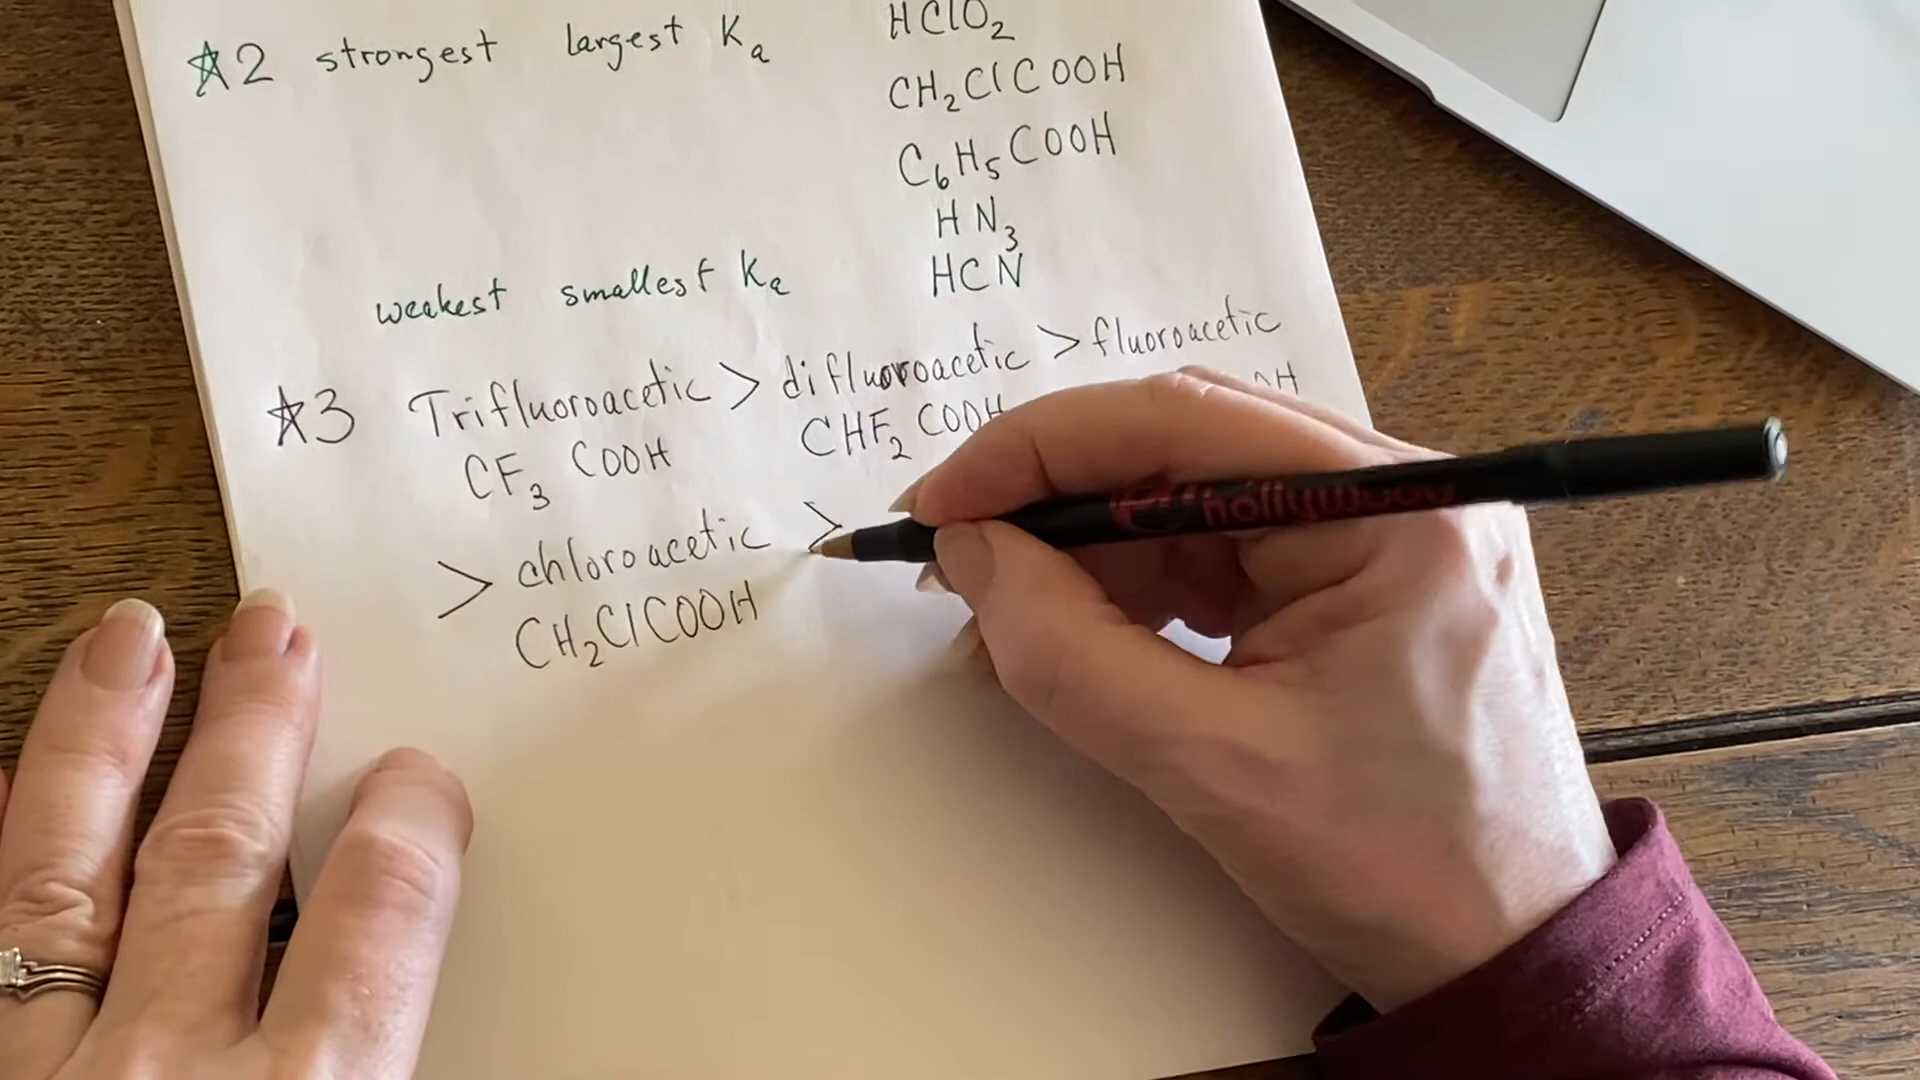 ☆2 strongest largest Ka
HClO2
CH2ClCOOH
C6H5COOH
HN3
HCN
weakest smallest Ka
☆3 Trifluoroacetic > difluoroacetic > fluoroacetic
CF3 COOH CHF2 COOH
> chloroacetic >
CH2ClCOOH
hollywood